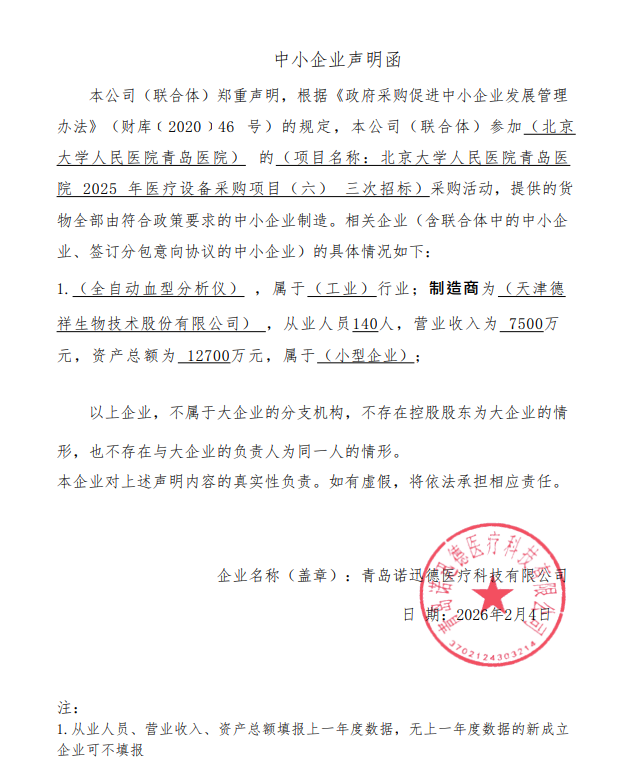 中小企业声明函
本公司（联合体）郑重声明，根据《政府采购促进中小企业发展管理
办法》（财库﹝2020﹞46 号）的规定，本公司（联合体）参加（北京
大学人民医院青岛医院） 的（项目名称：北京大学人民医院青岛医
院 2025 年医疗设备采购项目（六） 三次招标）采购活动，提供的货
物全部由符合政策要求的中小企业制造。相关企业（含联合体中的中小企
业、签订分包意向协议的中小企业）的具体情况如下：
1.（全自动血型分析仪） ，属于（工业）行业；制造商为（天津德
祥生物技术股份有限公司） ，从业人员140人，营业收入为 7500万
元，资产总额为 12700万元，属于（小型企业）；
以上企业，不属于大企业的分支机构，不存在控股股东为大企业的情
形，也不存在与大企业的负责人为同一人的情形。
本企业对上述声明内容的真实性负责。如有虚假，将依法承担相应责任。
企业名称（盖章）：青岛诺迅德医疗科技有限公司
日 期：2026年2月4日
青岛诺迅德医疗科技有限公司
3702124303214
注：
1.从业人员、营业收入、资产总额填报上一年度数据，无上一年度数据的新成立
企业可不填报